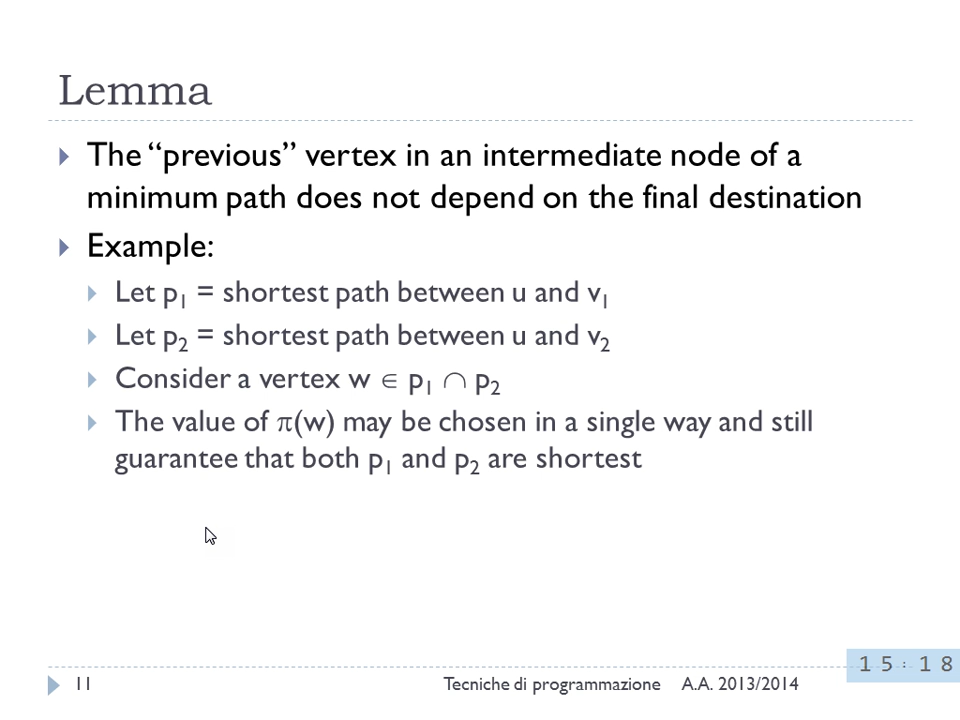 Lemma
The “previous” vertex in an intermediate node of a
minimum path does not depend on the final destination
Example:
Let p1 = shortest path between u and v1
Let p2 = shortest path between u and v2
Consider a vertex w ∈ p1 ∩ p2
The value of π(w) may be chosen in a single way and still
guarantee that both p1 and p2 are shortest
15:18
11 Tecniche di programmazione A.A. 2013/2014